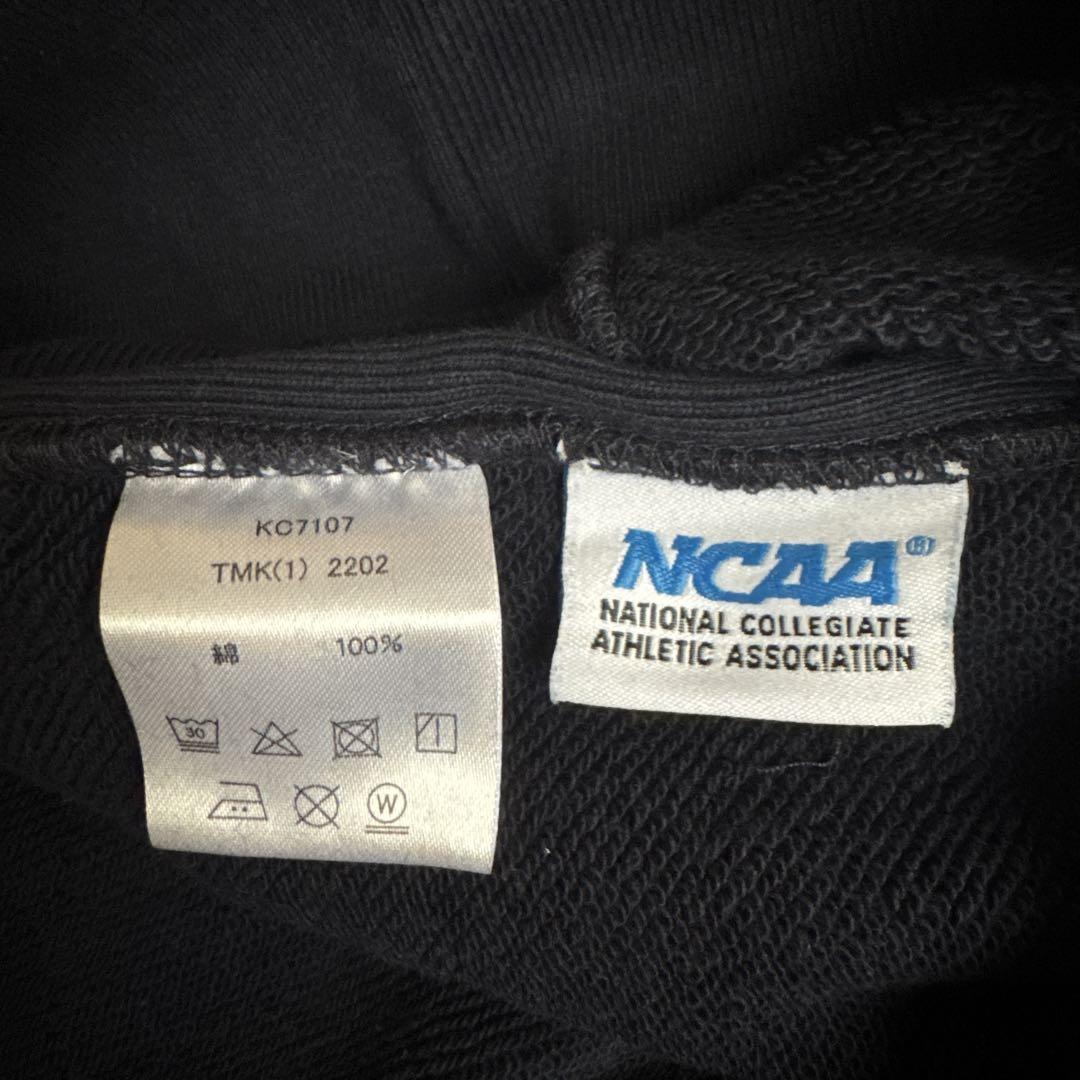 KC7107
TMK(1) 2202
綿 100%
30
W
NCAA®
NATIONAL COLLEGIATE
ATHLETIC ASSOCIATION